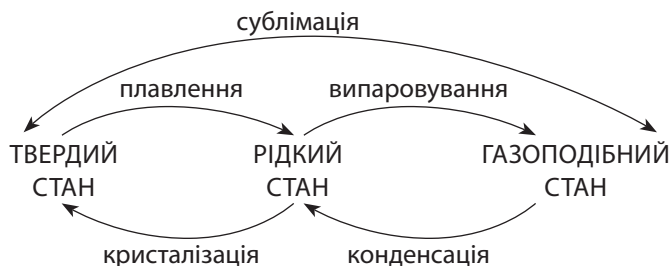 сублімація
плавлення випаровування
ТВЕРДИЙ РІДКИЙ ГАЗОПОДІБНИЙ
СТАН СТАН СТАН
кристалізація конденсація